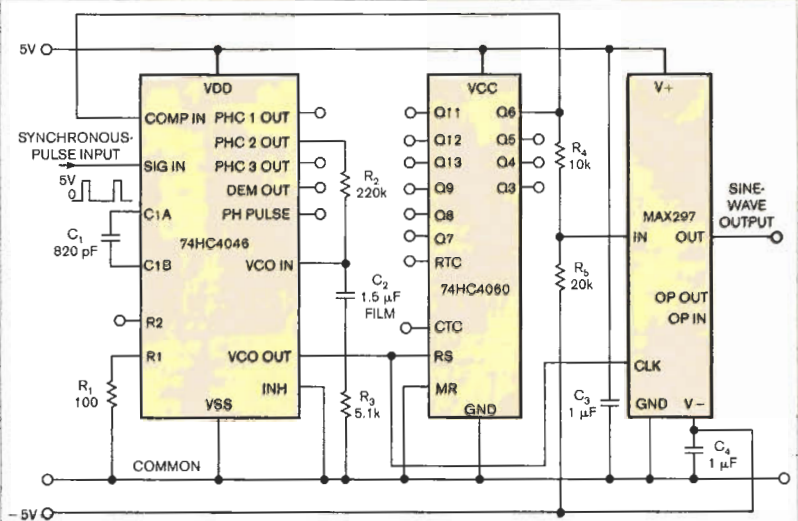 5V
VDD
COMP IN
PHC 1 OUT
SYNCHRONOUS-
PULSE INPUT
PHC 2 OUT
SIG IN
PHC 3 OUT
5V
0
DEM OUT
C1A
PH PULSE
C1
820 pF
74HC4046
C1B
VCO IN
R2
R1
VCO OUT
INH
R1
100
VSS
R2
220k
C2
1.5 µF
FILM
R3
5.1k
VCC
Q11
Q6
Q12
Q5
Q13
Q4
Q9
Q3
Q8
Q7
RTC
74HC4060
CTC
RS
MR
GND
R4
10k
R5
20k
C3
1 µF
V+
MAX297
IN
OUT
OP OUT
OP IN
CLK
GND
V–
SINE-
WAVE
OUTPUT
C4
1 µF
COMMON
–5V